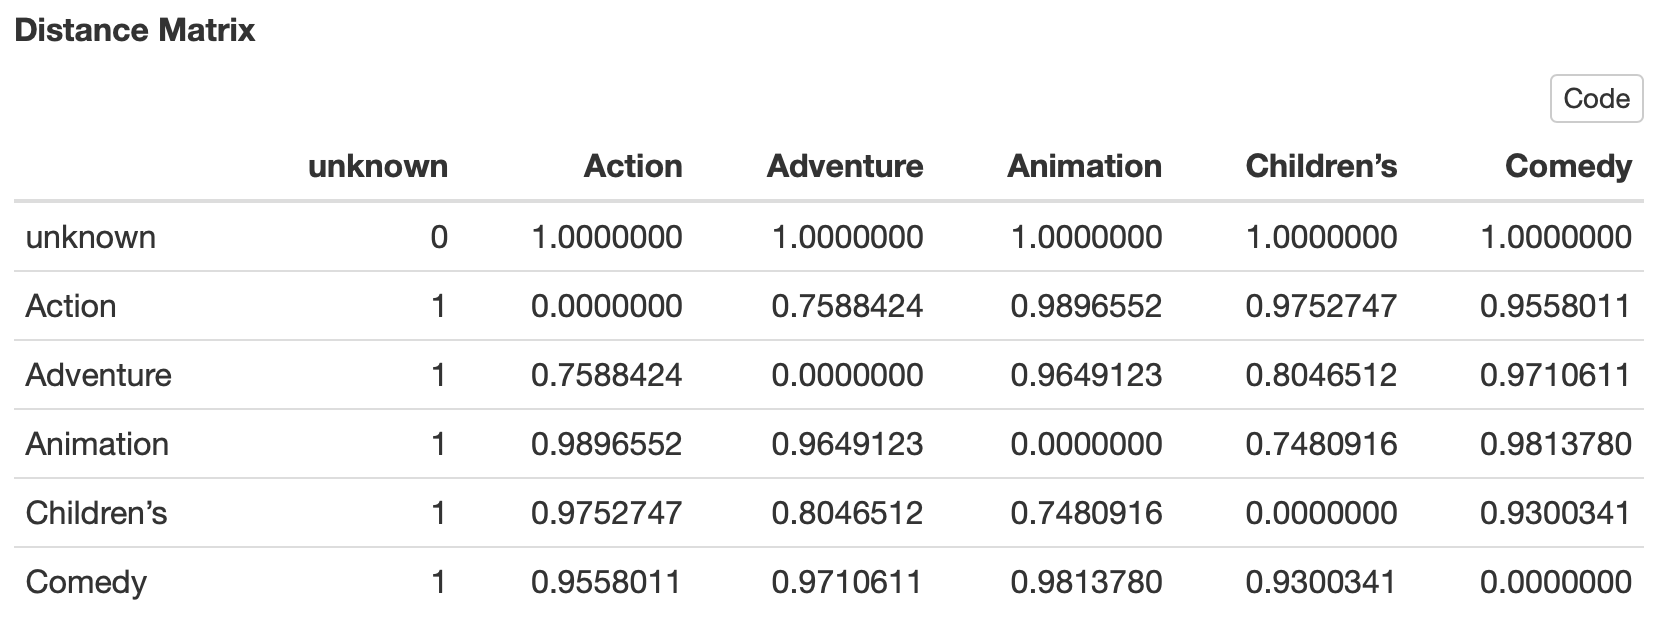 Distance Matrix
Code
unknown Action Adventure Animation Children’s Comedy
unknown 0 1.0000000 1.0000000 1.0000000 1.0000000 1.0000000
Action 1 0.0000000 0.7588424 0.9896552 0.9752747 0.9558011
Adventure 1 0.7588424 0.0000000 0.9649123 0.8046512 0.9710611
Animation 1 0.9896552 0.9649123 0.0000000 0.7480916 0.9813780
Children’s 1 0.9752747 0.8046512 0.7480916 0.0000000 0.9300341
Comedy 1 0.9558011 0.9710611 0.9813780 0.9300341 0.0000000